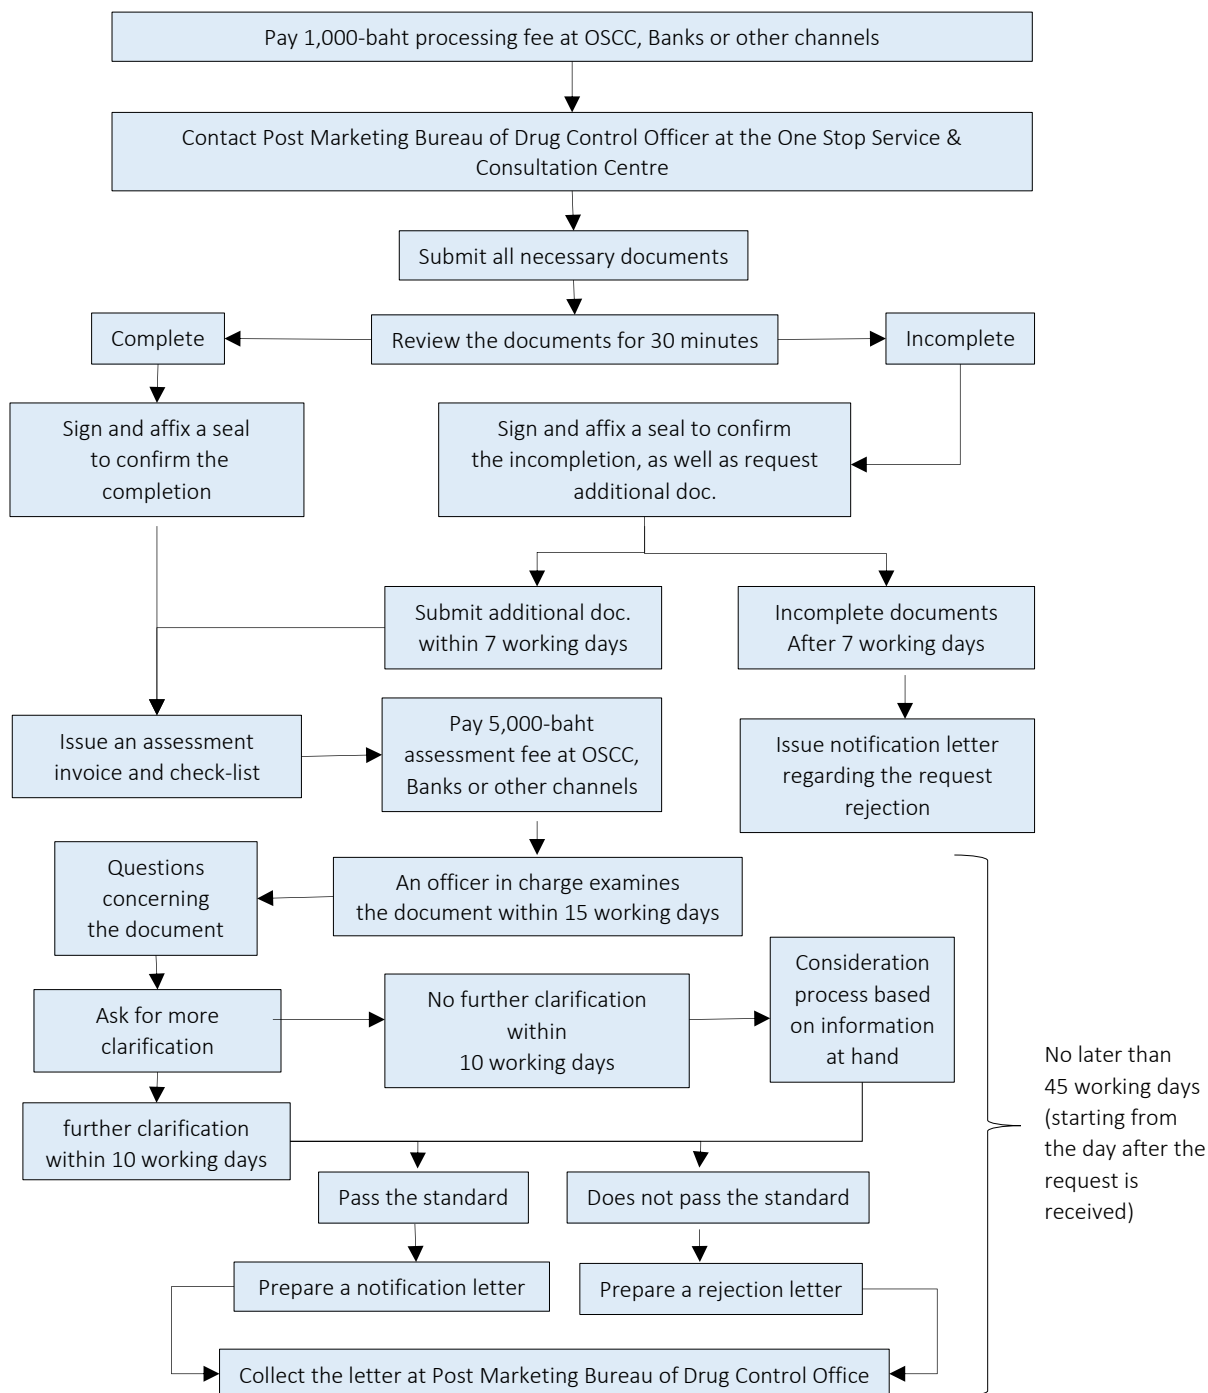 Pay 1,000-baht processing fee at OSCC, Banks or other channels
Contact Post Marketing Bureau of Drug Control Officer at the One Stop Service &
Consultation Centre
Submit all necessary documents
Complete
Review the documents for 30 minutes
Incomplete
Sign and affix a seal
to confirm the
completion
Sign and affix a seal to confirm
the incompletion, as well as request
additional doc.
Submit additional doc.
within 7 working days
Incomplete documents
After 7 working days
Issue an assessment
invoice and check-list
Pay 5,000-baht
assessment fee at OSCC,
Banks or other channels
Issue notification letter
regarding the request
rejection
Questions
concerning
the document
An officer in charge examines
the document within 15 working days
Ask for more
clarification
No further clarification
within
10 working days
Consideration
process based
on information
at hand
No later than
45 working days
(starting from
the day after the
request is
received)
further clarification
within 10 working days
Pass the standard
Does not pass the standard
Prepare a notification letter
Prepare a rejection letter
Collect the letter at Post Marketing Bureau of Drug Control Office